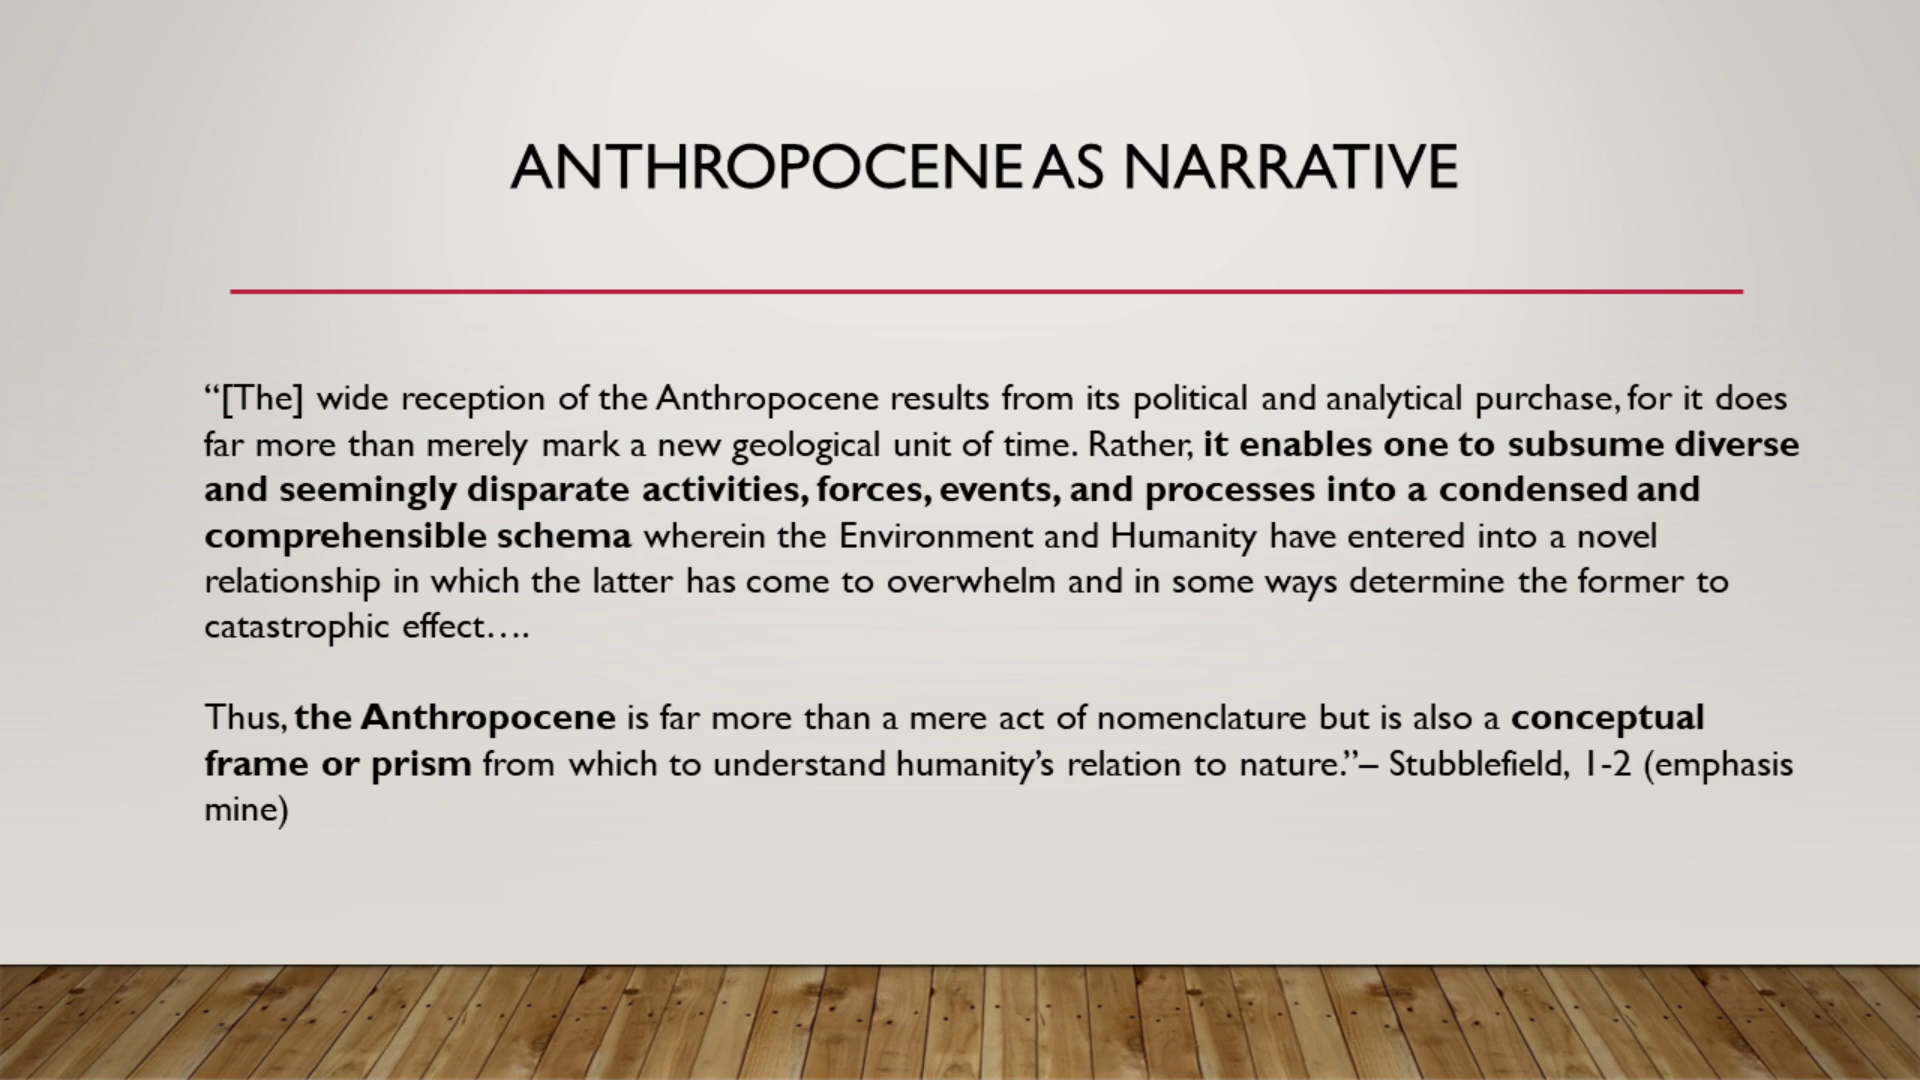 ANTHROPOCENE AS NARRATIVE
“[The] wide reception of the Anthropocene results from its political and analytical purchase, for it does
far more than merely mark a new geological unit of time. Rather, it enables one to subsume diverse
and seemingly disparate activities, forces, events, and processes into a condensed and
comprehensible schema wherein the Environment and Humanity have entered into a novel
relationship in which the latter has come to overwhelm and in some ways determine the former to
catastrophic effect….
Thus, the Anthropocene is far more than a mere act of nomenclature but is also a conceptual
frame or prism from which to understand humanity’s relation to nature.”– Stubblefield, 1-2 (emphasis
mine)